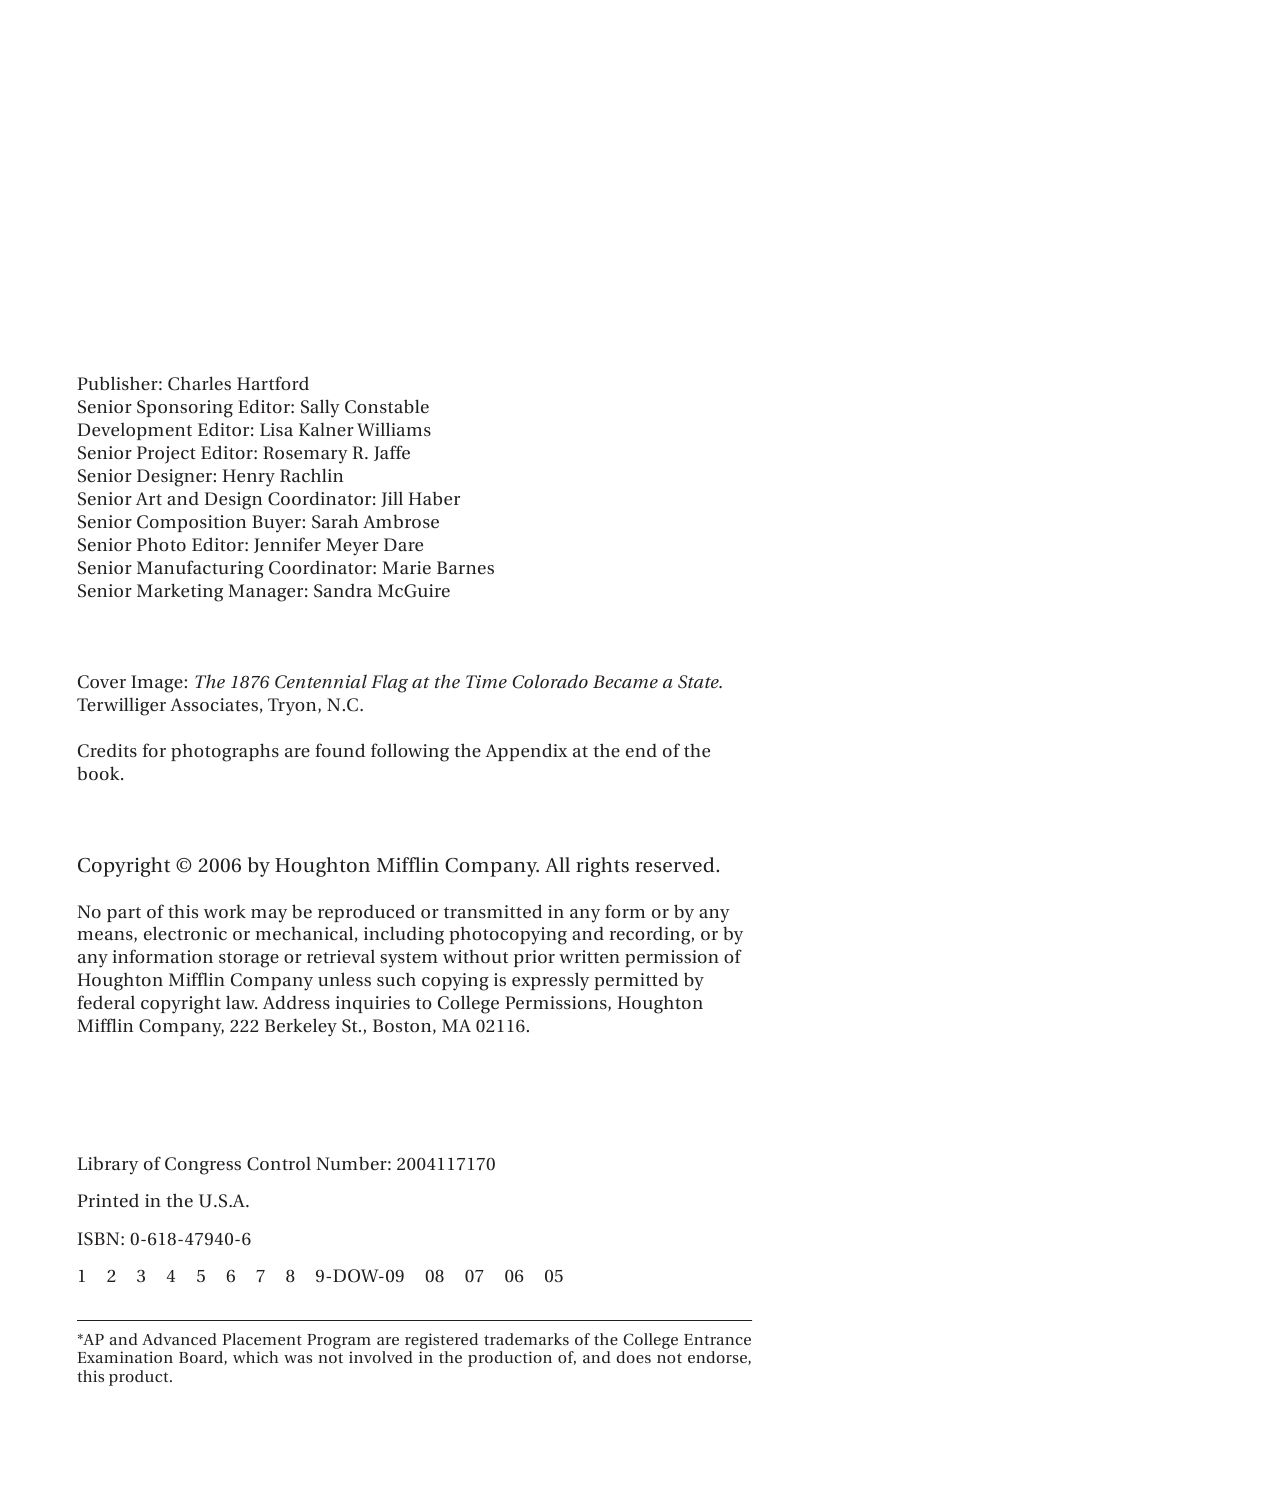 Publisher: Charles Hartford
Senior Sponsoring Editor: Sally Constable
Development Editor: Lisa Kalner Williams
Senior Project Editor: Rosemary R. Jaffe
Senior Designer: Henry Rachlin
Senior Art and Design Coordinator: Jill Haber
Senior Composition Buyer: Sarah Ambrose
Senior Photo Editor: Jennifer Meyer Dare
Senior Manufacturing Coordinator: Marie Barnes
Senior Marketing Manager: Sandra McGuire
Cover Image: The 1876 Centennial Flag at the Time Colorado Became a State.
Terwilliger Associates, Tryon, N.C.
Credits for photographs are found following the Appendix at the end of the
book.
Copyright © 2006 by Houghton Mifflin Company. All rights reserved.
No part of this work may be reproduced or transmitted in any form or by any
means, electronic or mechanical, including photocopying and recording, or by
any information storage or retrieval system without prior written permission of
Houghton Mifflin Company unless such copying is expressly permitted by
federal copyright law. Address inquiries to College Permissions, Houghton
Mifflin Company, 222 Berkeley St., Boston, MA 02116.
Library of Congress Control Number: 2004117170
Printed in the U.S.A.
ISBN: 0-618-47940-6
1 2 3 4 5 6 7 8 9-DOW-09 08 07 06 05
*AP and Advanced Placement Program are registered trademarks of the College Entrance
Examination Board, which was not involved in the production of, and does not endorse,
this product.